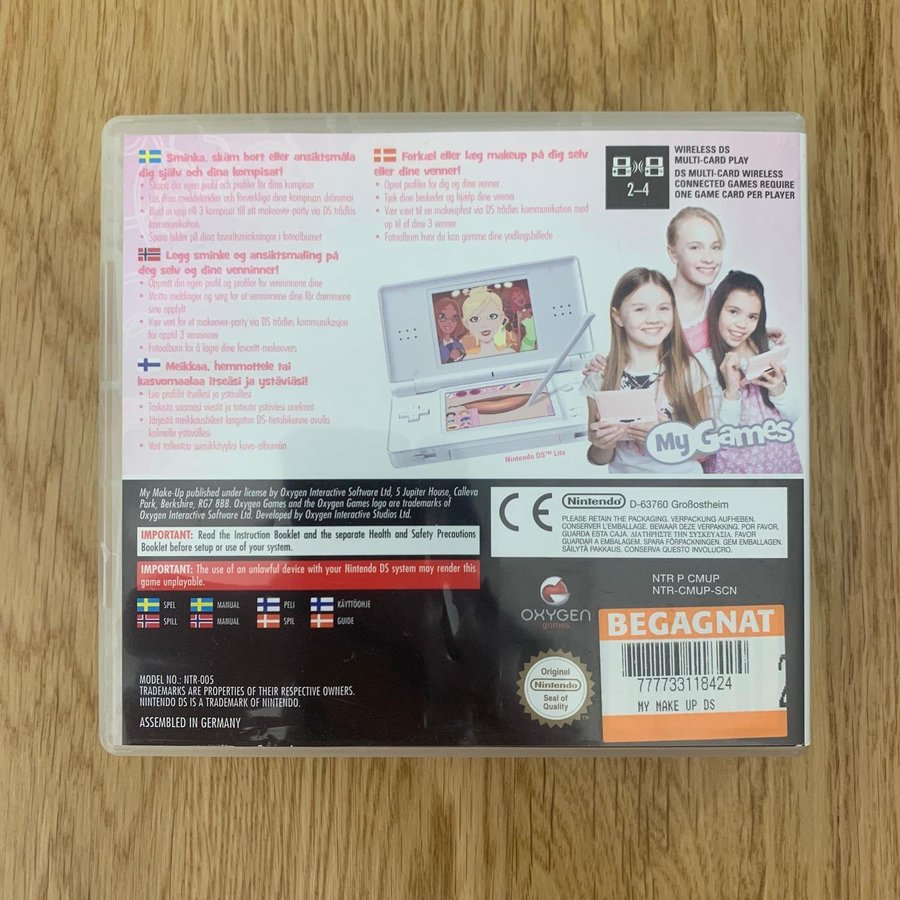 Sminka, skäm bort eller ansiktsmåla
dig själv och dina kompisar!
• Skapa din egen profil och profiler för dina kompisar
• Läs dina meddelanden och förverkliga dina kompisars drömmar
• Bjud in upp till 3 kompisar till ett makeover-party via DS trådlös
kommunikation.
• Spara bilder på dina favoritsminkningar i fotoalbumet
Legg sminke og ansiktsmaling på
deg selv og dine venninner!
• Opprett din egen profil og profiler for venninnene dine
• Motta meldinger og sørg for at venninnene dine får drømmene
sine oppfylt
• Vær vert for et makeover-party via DS trådløs kommunikasjon
for opptil 3 venninner
• Fotoalbum for å lagre dine favoritt-makeovers
Meikkaa, hemmottele tai
kasvomaalaa itseäsi ja ystäviäsi!
• Luo profiilit itsellesi ja ystävillesi
• Tarkista saamasi viestit ja toteuta ystäviesi unelmat
• Järjestä meikkausbileet langaton DS-tietoliikenne avulla
kolmelle ystävällesi
• Voit tallentaa suosikkityylisi kuva-albumiin
Forkæl eller læg makeup på dig selv
eller dine venner!
• Opret profiler for dig og dine venner
• Tjek dine beskeder og hjælp dine venner
• Vær vært til en makeupfest via DS trådløs kommunikation med
op til af dine 3 venner
• Fotoalbum hvor du kan gemme dine yndlingsbillede
2–4
WIRELESS DS
MULTI-CARD PLAY
DS MULTI-CARD WIRELESS
CONNECTED GAMES REQUIRE
ONE GAME CARD PER PLAYER
Nintendo DS™ Lite
My Games
My Make-Up published under license by Oxygen Interactive Software Ltd, 5 Jupiter House, Calleva
Park, Berkshire, RG7 8BB. Oxygen Games and the Oxygen Games logo are trademarks of
Oxygen Interactive Software Ltd. Developed by Oxygen Interactive Studios Ltd.
IMPORTANT: Read the Instruction Booklet and the separate Health and Safety Precautions
Booklet before setup or use of your system.
IMPORTANT: The use of an unlawful device with your Nintendo DS system may render this
game unplayable.
SPEL MANUAL PELI KÄYTTÖOHJE
SPILL MANUAL SPIL GUIDE
MODEL NO.: NTR-005
TRADEMARKS ARE PROPERTIES OF THEIR RESPECTIVE OWNERS.
NINTENDO DS IS A TRADEMARK OF NINTENDO.
ASSEMBLED IN GERMANY
CE Nintendo D-63760 Großostheim
PLEASE RETAIN THE PACKAGING. VERPACKUNG AUFHEBEN.
CONSERVER L'EMBALLAGE. BEWAAR DEZE VERPAKKING. POR FAVOR,
GUARDA ESTA CAJA. ΔΙΑΤΗΡΗΣΤΕ ΤΗΝ ΣΥΣΚΕΥΑΣΙΑ. FAVOR
GUARDAR A EMBALAGEM. SPARA FÖRPACKNINGEN. GEM EMBALLAGEN.
SÄILYTÄ PAKKAUS. CONSERVA QUESTO INVOLUCRO.
NTR P CMUP
NTR-CMUP-SCN
OXYGEN
games
Original
Nintendo
Seal of
Quality
TM
BEGAGNAT
777733118424
MY MAKE UP DS